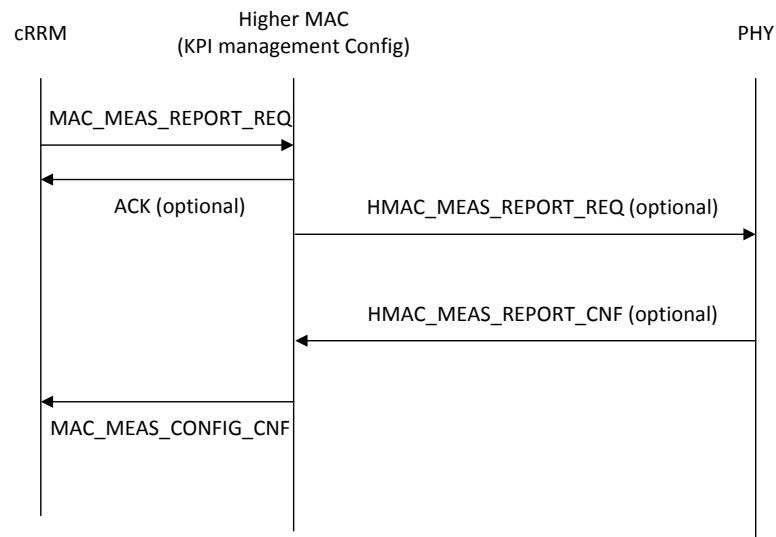 cRRM
Higher MAC
(KPI management Config)
PHY
MAC_MEAS_REPORT_REQ
ACK (optional)
HMAC_MEAS_REPORT_REQ (optional)
HMAC_MEAS_REPORT_CNF (optional)
MAC_MEAS_CONFIG_CNF